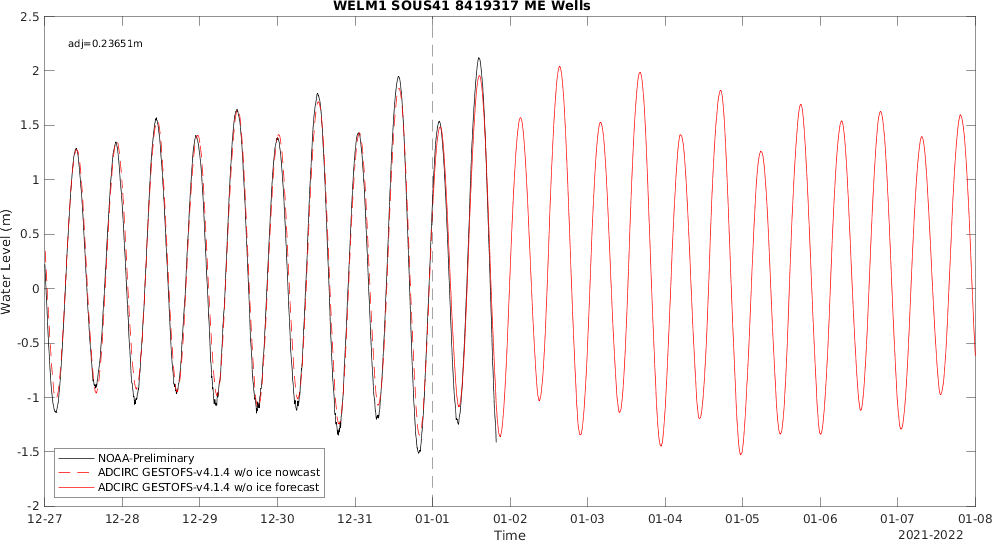 WELM1 SOUS41 8419317 ME Wells
adj=0.23651m
2.5
2
1.5
1
0.5
0
-0.5
-1
-1.5
-2
Water Level (m)
NOAA-Preliminary
ADCIRC GESTOFS-v4.1.4 w/o ice nowcast
ADCIRC GESTOFS-v4.1.4 w/o ice forecast
12-27 12-28 12-29 12-30 12-31 01-01 01-02 01-03 01-04 01-05 01-06 01-07 01-08
Time
2021-2022